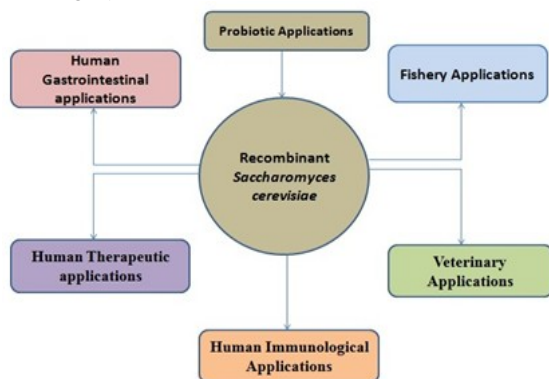 Probiotic Applications
Human
Gastrointestinal
applications
Fishery Applications
Recombinant
Saccharomyces
cerevisiae
Human Therapeutic
applications
Veterinary
Applications
Human Immunological
Applications